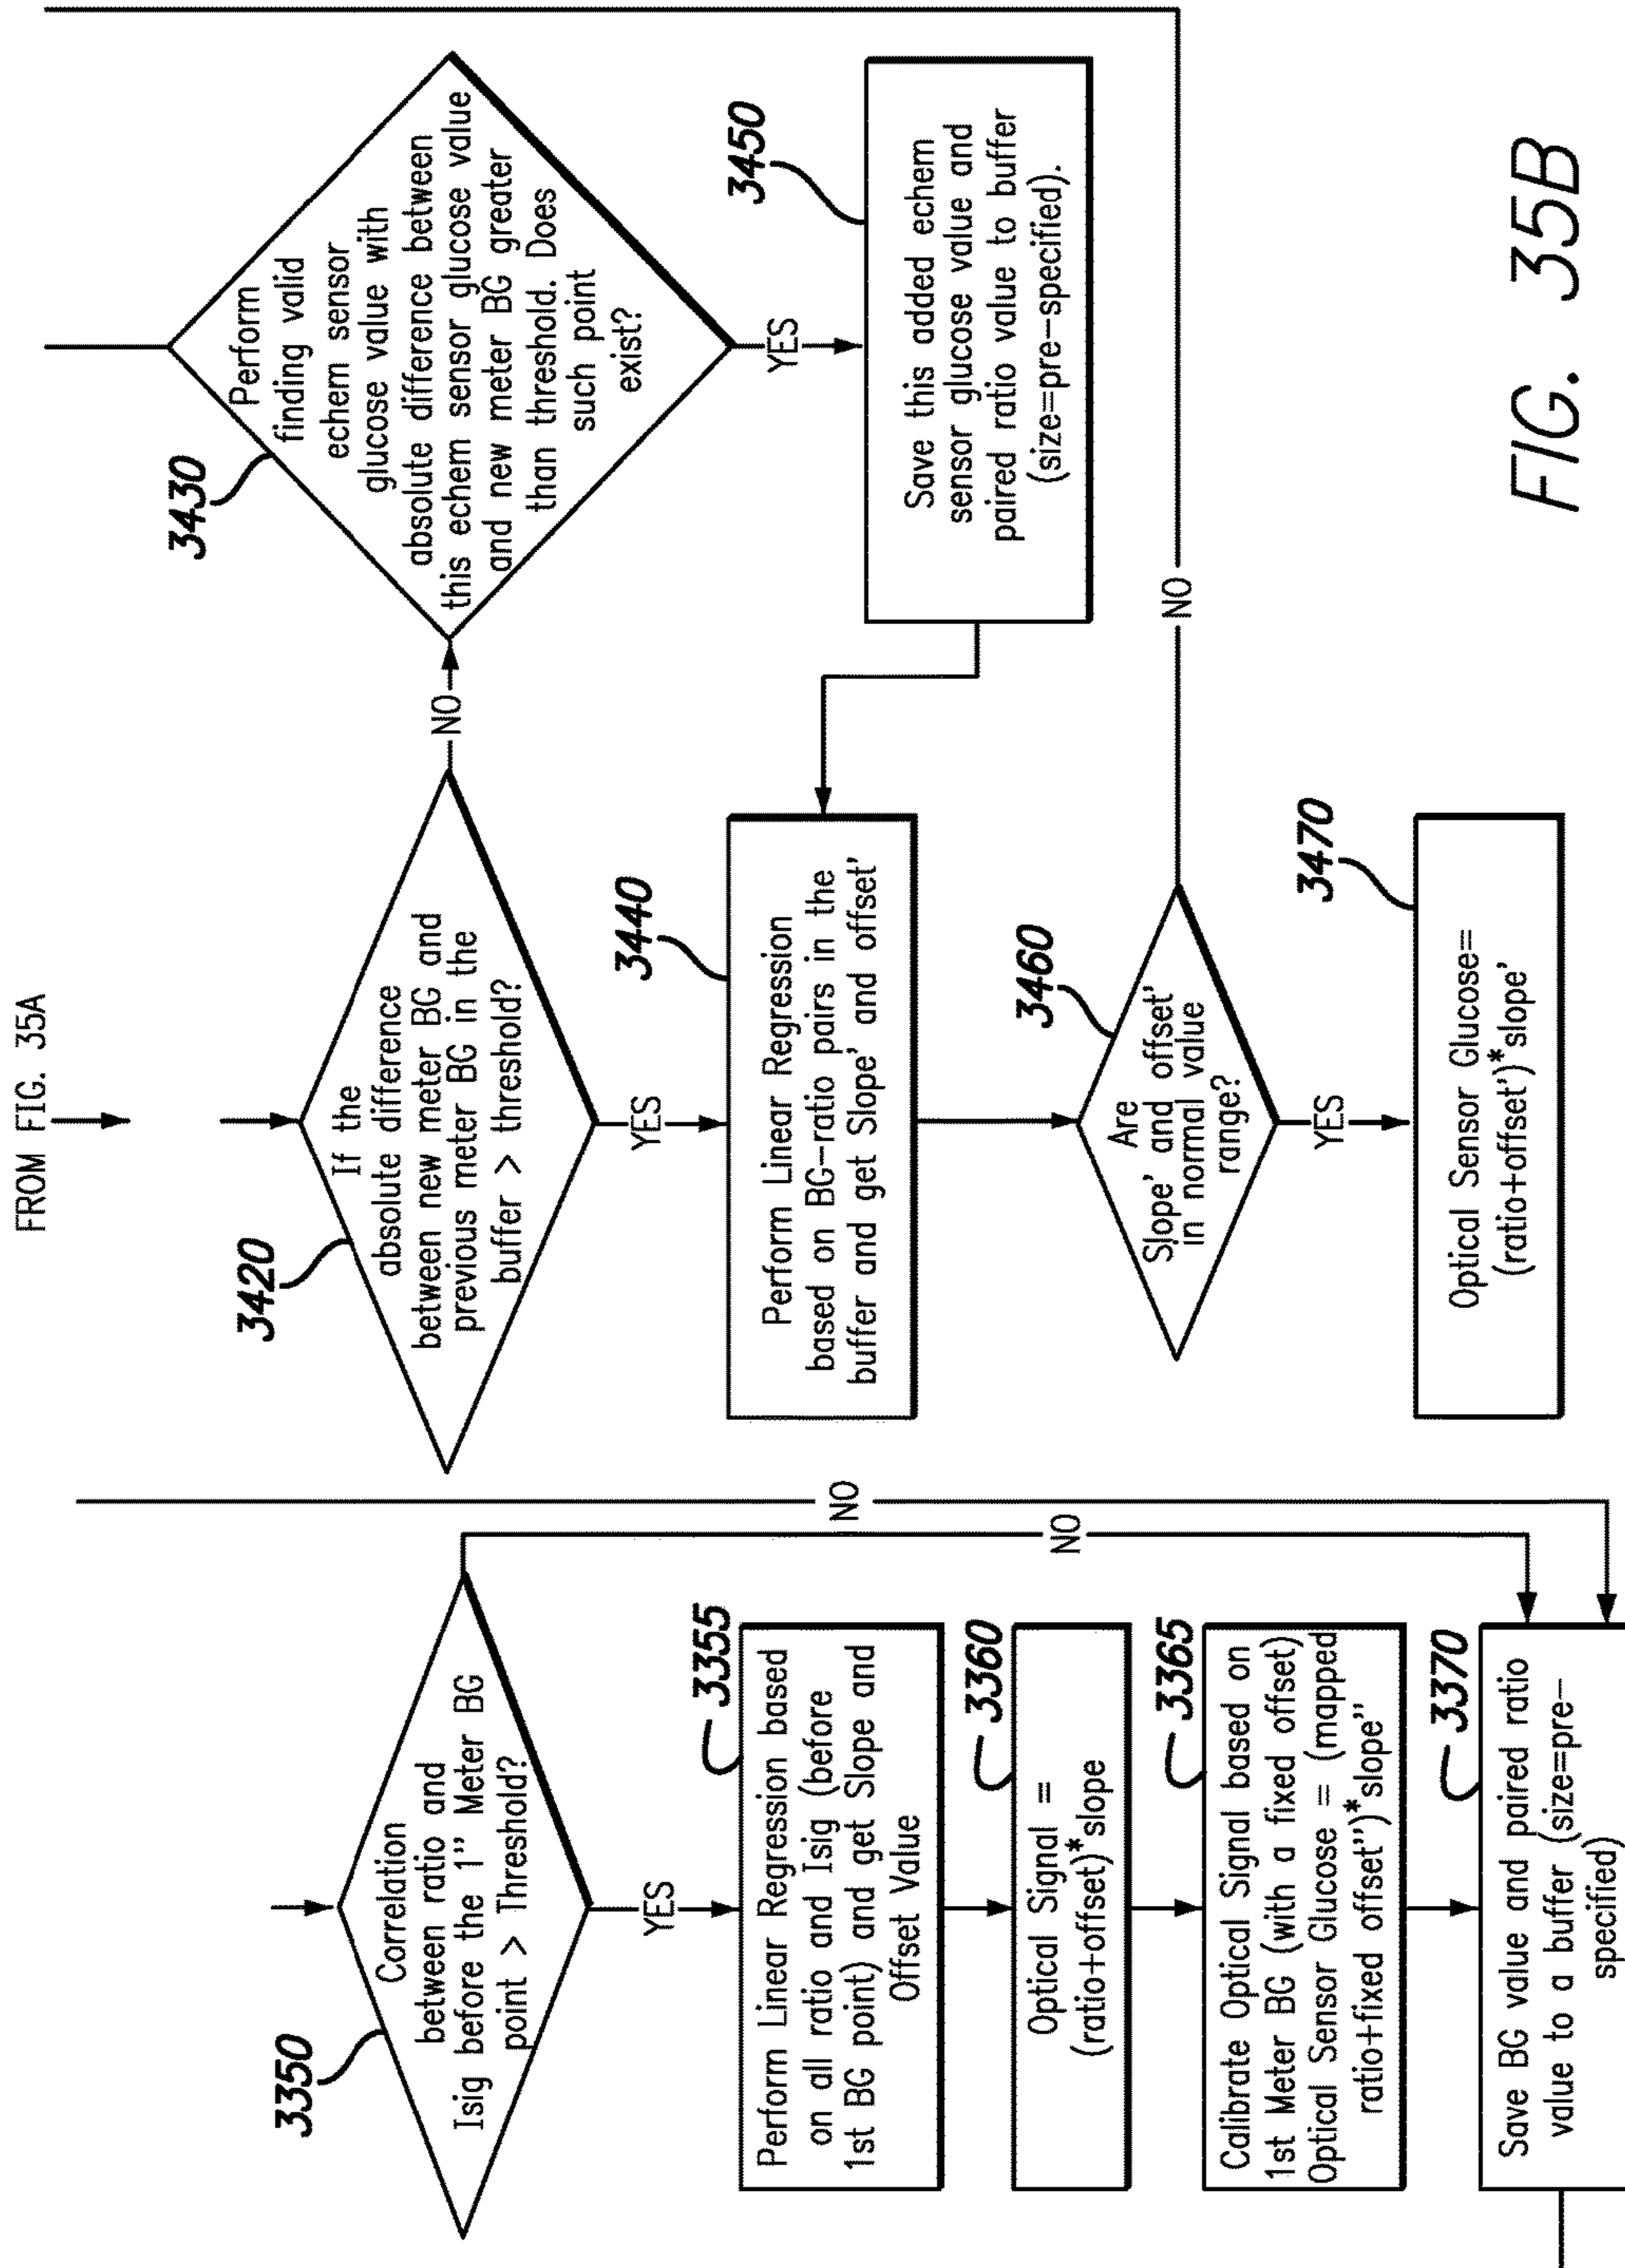 FROM FIG. 35A
3350
Correlation
between ratio and
Isig before the 1" Meter BG
point > Threshold?
NO
NO
YES
3355
Perform Linear Regression based
on all ratio and Isig (before
1st BG point) and get Slope and
Offset Value
3360
Optical Signal =
(ratio+offset)*slope
3365
Calibrate Optical Signal based on
1st Meter BG (with a fixed offset)
Optical Sensor Glucose = (mapped
ratio+fixed offset")*slope"
3370
Save BG value and paired ratio
value to a buffer (size=pre-
specified)
3420
If the
absolute difference
between new meter BG and
previous meter BG in the
buffer > threshold?
NO
YES
3430
Perform
finding valid
echem sensor
glucose value with
absolute difference between
this echem sensor glucose value
and new meter BG greater
than threshold. Does
such point
exist?
YES
3440
Perform Linear Regression
based on BG-ratio pairs in the
buffer and get Slope' and offset'
3450
Save this added echem
sensor glucose value and
paired ratio value to buffer
(size=pre-specified).
3460
Are
Slope' and offset'
in normal value
range?
NO
YES
3470
Optical Sensor Glucose=
(ratio+offset')*slope'
FIG. 35B